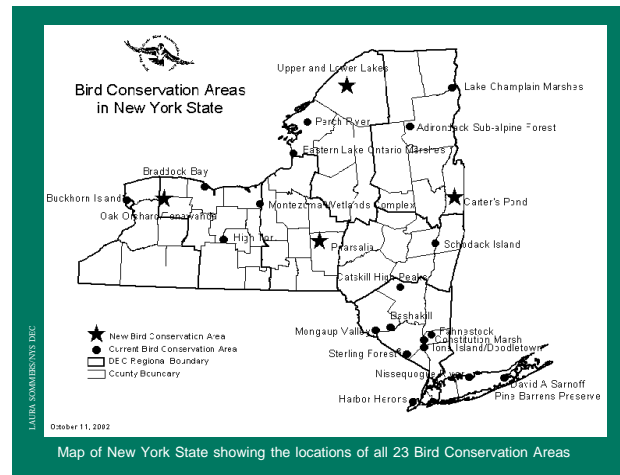 Bird Conservation Areas
in New York State
Upper and Lower Lakes
Lake Champlain Marshes
Perch River
Adirondack Sub-alpine Forest
Eastern Lake Ontario Marshes
Braddock Bay
Buckhorn Island
Montezuma Wetlands Complex
Carter's Pond
Oak Orchard/Tonawanda
High Tor
Pharsalia
Schodack Island
Catskill High Peaks
Bashakill
Mongaup Valley
Fahnestock
Constitution Marsh
Iona Island/Doodletown
Sterling Forest
Nissequogue River
David A Sarnoff
Pine Barrens Preserve
Harbor Herons
New Bird Conservation Area
Current Bird Conservation Area
DEC Regional Boundary
County Boundary
October 11, 2002
LAURA SOMMERS/NYS DEC
Map of New York State showing the locations of all 23 Bird Conservation Areas